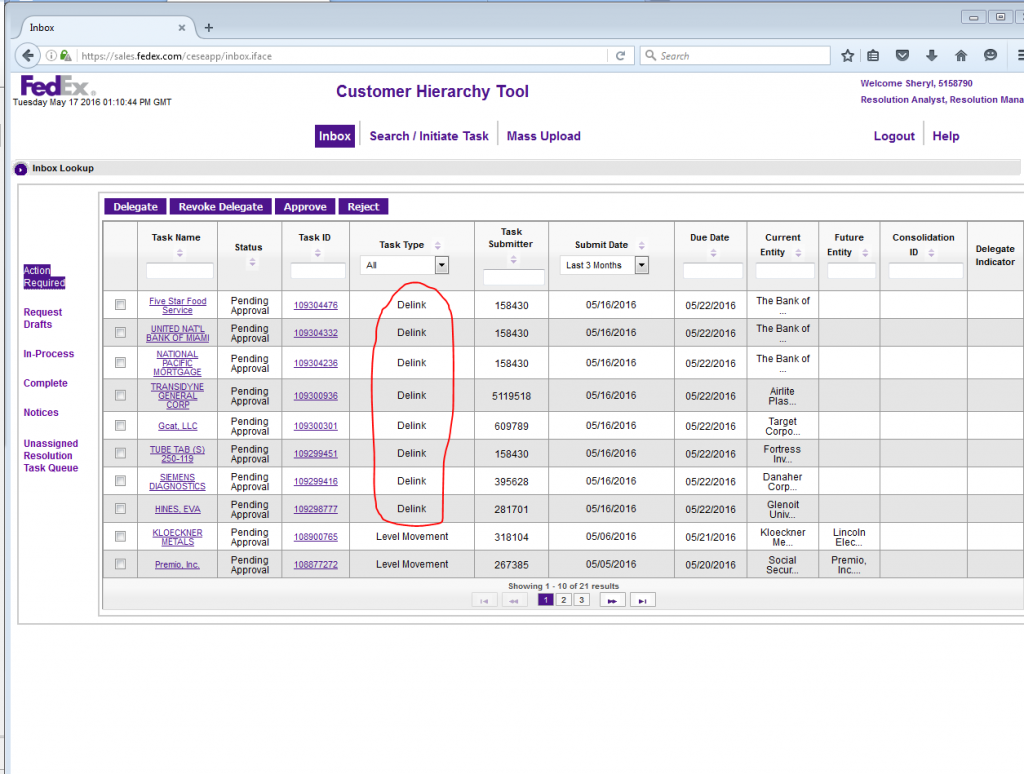 Inbox
https://sales.fedex.com/ceseapp/inbox.iface
Search
FedEx®
Tuesday May 17 2016 01:10:44 PM GMT
Customer Hierarchy Tool
Welcome Sheryl, 5158790
Resolution Analyst, Resolution Mana
Inbox
Search / Initiate Task
Mass Upload
Logout
Help
Inbox Lookup
Action
Required
Request
Drafts
In-Process
Complete
Notices
Unassigned
Resolution
Task Queue
Delegate
Revoke Delegate
Approve
Reject
Task Name
Status
Task ID
Task Type
All
Task
Submitter
Submit Date
Last 3 Months
Due Date
Current
Entity
Future
Entity
Consolidation
ID
Delegate
Indicator
Five Star Food
Service
Pending
Approval
109304476
Delink
158430
05/16/2016
05/22/2016
The Bank of
...
UNITED NAT'L
BANK OF MIAMI
Pending
Approval
109304332
Delink
158430
05/16/2016
05/22/2016
The Bank of
...
NATIONAL
PACIFIC
MORTGAGE
Pending
Approval
109304236
Delink
158430
05/16/2016
05/22/2016
The Bank of
...
TRANSIDYNE
GENERAL
CORP
Pending
Approval
109300936
Delink
5119518
05/16/2016
05/22/2016
Airlite
Plas...
Gcat, LLC
Pending
Approval
109300301
Delink
609789
05/16/2016
05/22/2016
Target
Corpo...
TUBE TAB (S)
250-119
Pending
Approval
109299451
Delink
158430
05/16/2016
05/22/2016
Fortress
Inv...
SIEMENS
DIAGNOSTICS
Pending
Approval
109299416
Delink
395628
05/16/2016
05/22/2016
Danaher
Corp...
HINES, EVA
Pending
Approval
109298777
Delink
281701
05/16/2016
05/22/2016
Glenoit
Univ...
KLOECKNER
METALS
Pending
Approval
108900765
Level Movement
318104
05/06/2016
05/21/2016
Kloeckner
Me...
Lincoln
Elec...
Premio, Inc.
Pending
Approval
108877272
Level Movement
267385
05/05/2016
05/20/2016
Social
Secur...
Premio,
Inc....
Showing 1 - 10 of 21 results
1 2 3